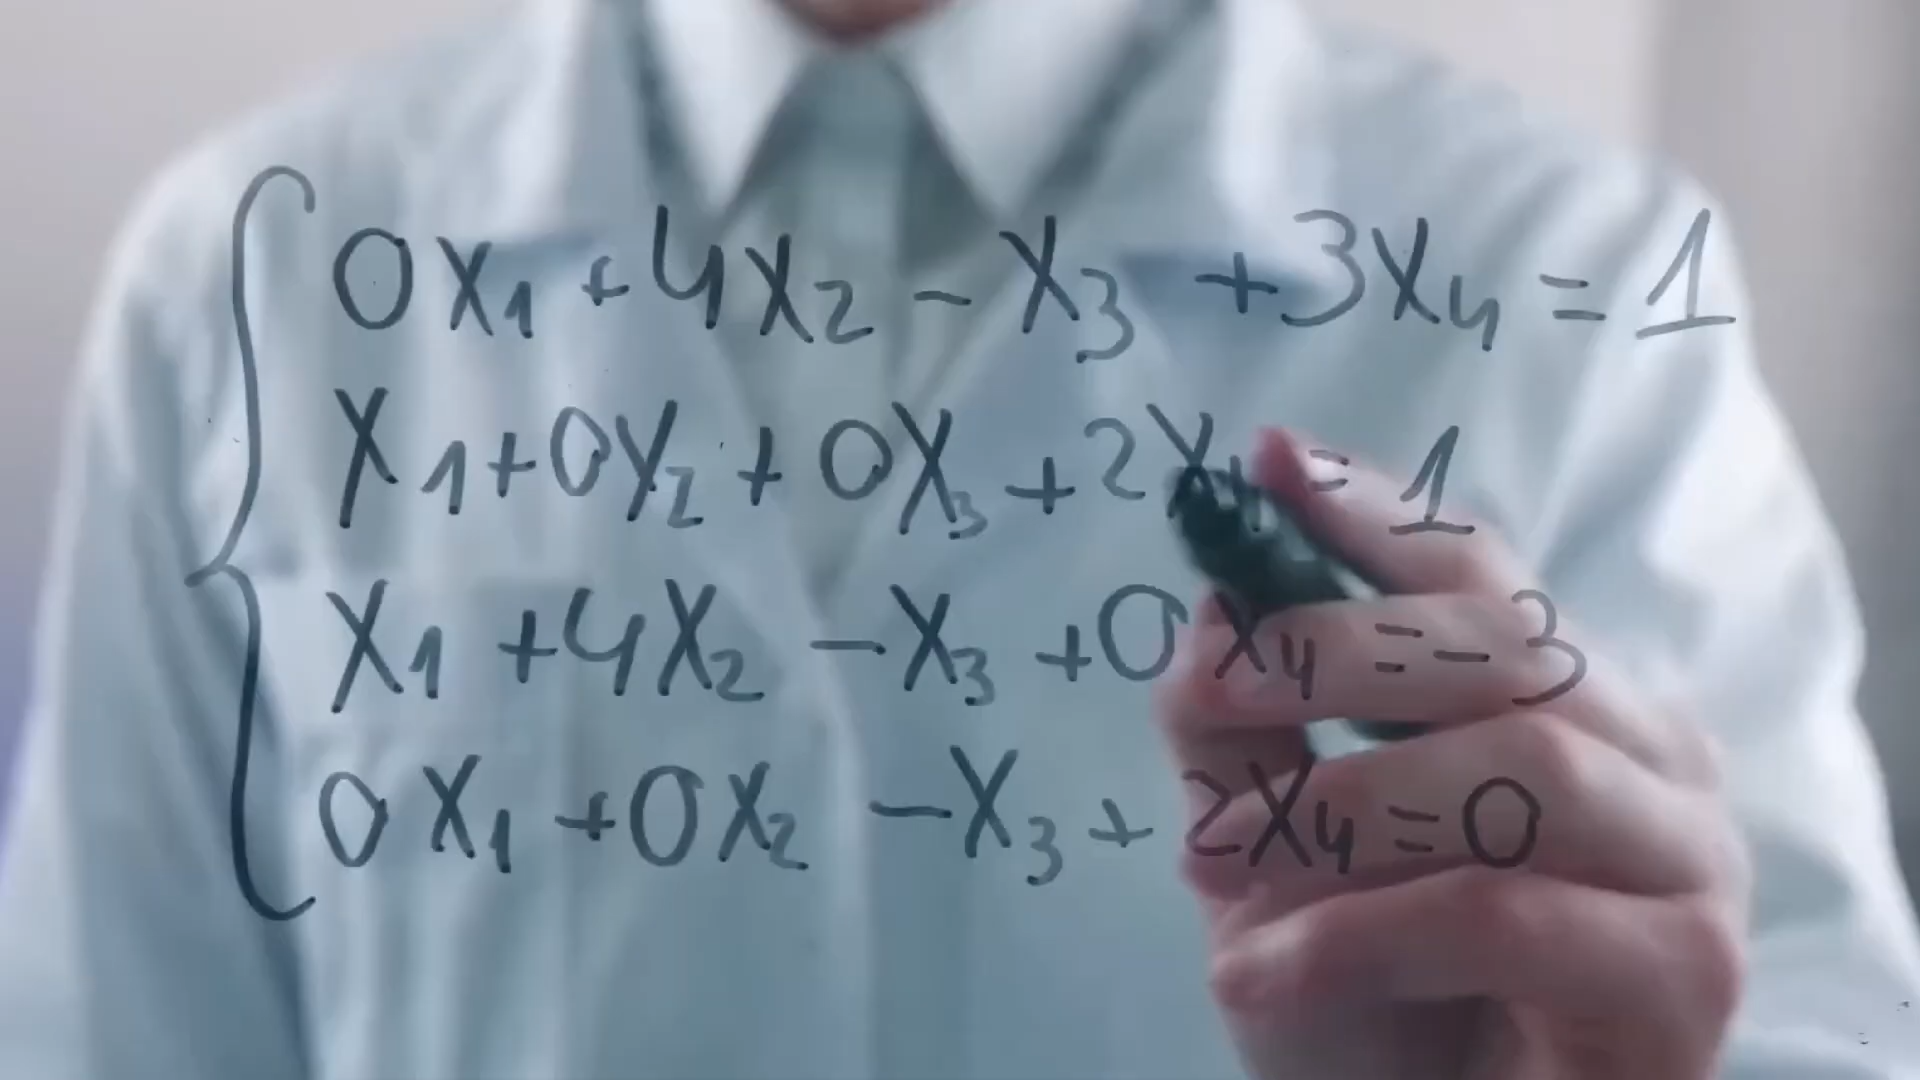 0x₁ + 4x₂ - x₃ + 3x₄ = 1
x₁ + 0x₂ + 0x₃ + 2x₄ = 1
x₁ + 4x₂ - x₃ + 0x₄ = -3
0x₁ + 0x₂ - x₃ + 2x₄ = 0